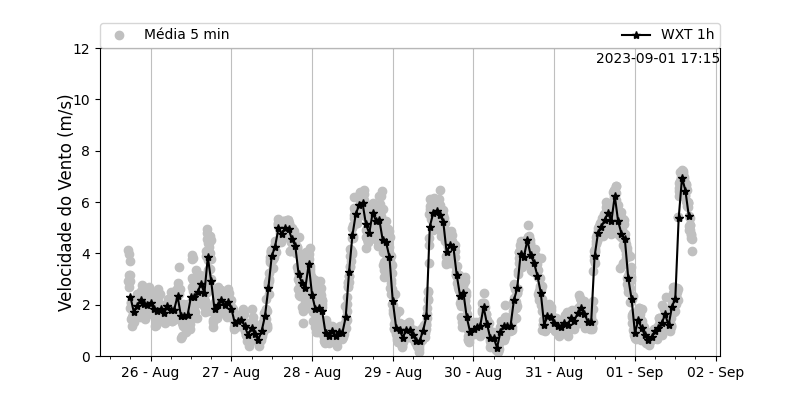 Média 5 min WXT 1h
2023-09-01 17:15
Velocidade do Vento (m/s)
12
10
8
6
4
2
0
26 - Aug 27 - Aug 28 - Aug 29 - Aug 30 - Aug 31 - Aug 01 - Sep 02 - Sep